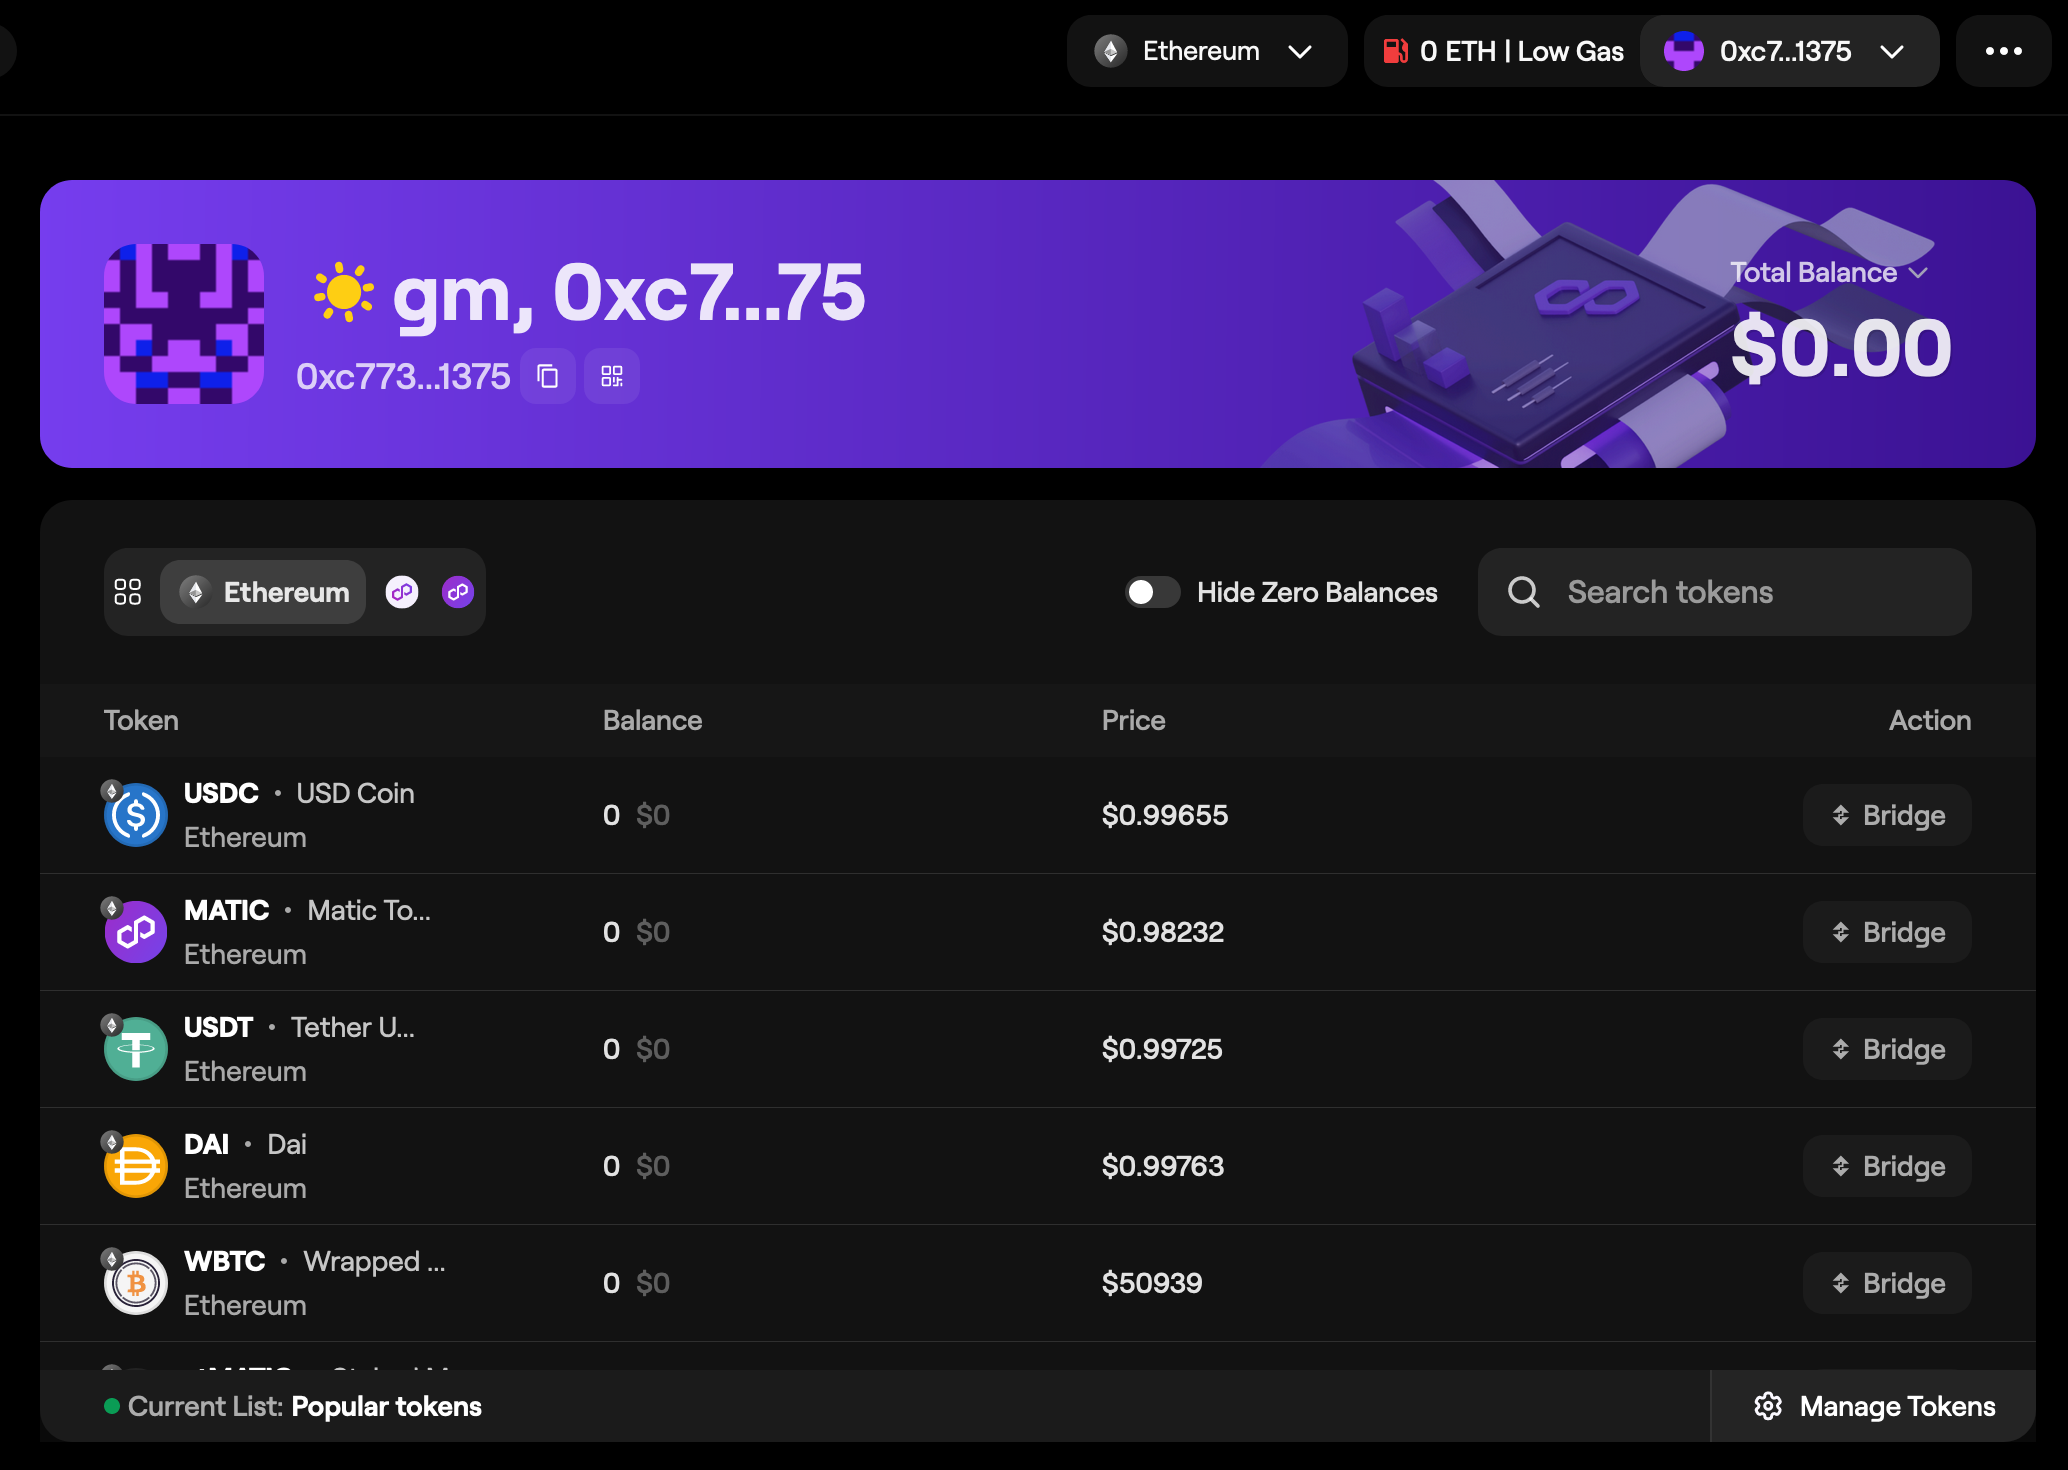 Ethereum
0 ETH | Low Gas
0xc7...1375
gm, 0xc7...75
0xc773...1375
Total Balance
$0.00
Ethereum
Hide Zero Balances
Search tokens
Token Balance Price Action
USDC • USD Coin
Ethereum
0 $0
$0.99655
Bridge
MATIC • Matic To...
Ethereum
0 $0
$0.98232
Bridge
USDT • Tether U...
Ethereum
0 $0
$0.99725
Bridge
DAI • Dai
Ethereum
0 $0
$0.99763
Bridge
WBTC • Wrapped ...
Ethereum
0 $0
$50939
Bridge
Current List: Popular tokens
Manage Tokens